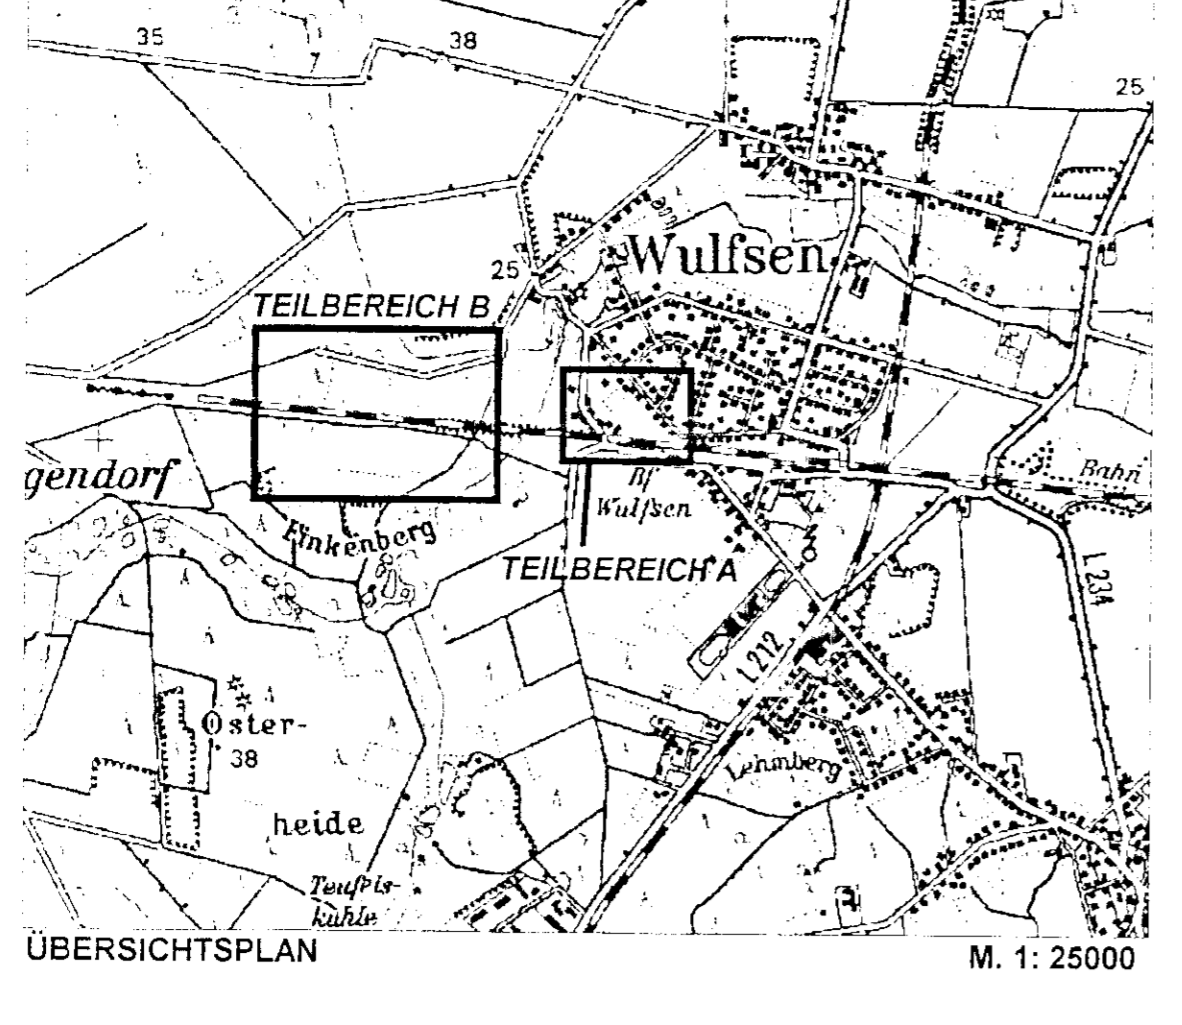 35
38
25
Wulfsen
25
TEILBEREICH B
gendorf
Bf
Wulfsen
Bahn
Finkenberg
TEILBEREICH A
L 234
L 212
Oster-
38
Lehmberg
heide
Teufels-
kuhle
ÜBERSICHTSPLAN
M. 1: 25000